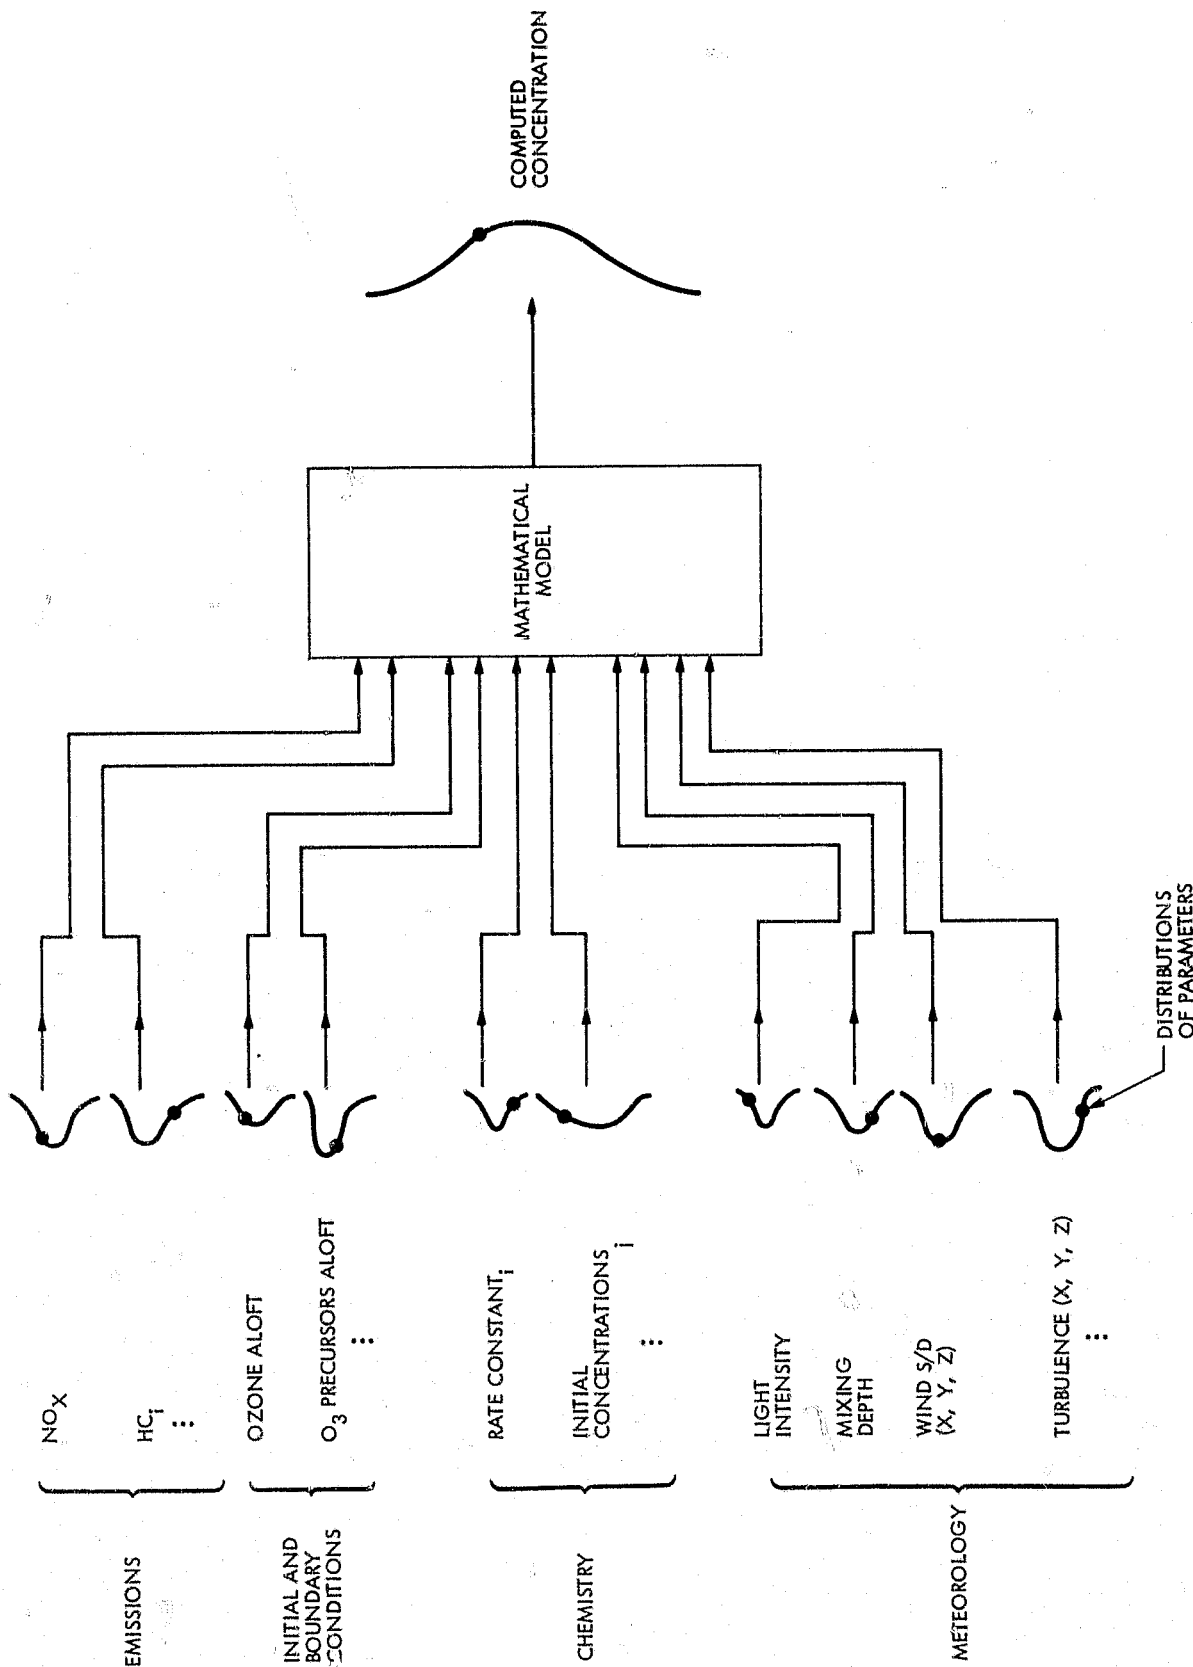 EMISSIONS
NOX
HCi
⋮
INITIAL AND
BOUNDARY
CONDITIONS
OZONE ALOFT
O3 PRECURSORS ALOFT
⋮
CHEMISTRY
RATE CONSTANTi
INITIAL
CONCENTRATIONSi
⋮
METEOROLOGY
LIGHT
INTENSITY
MIXING
DEPTH
WIND S/D
(X, Y, Z)
TURBULENCE (X, Y, Z)
⋮
DISTRIBUTIONS
OF PARAMETERS
MATHEMATICAL
MODEL
COMPUTED
CONCENTRATION